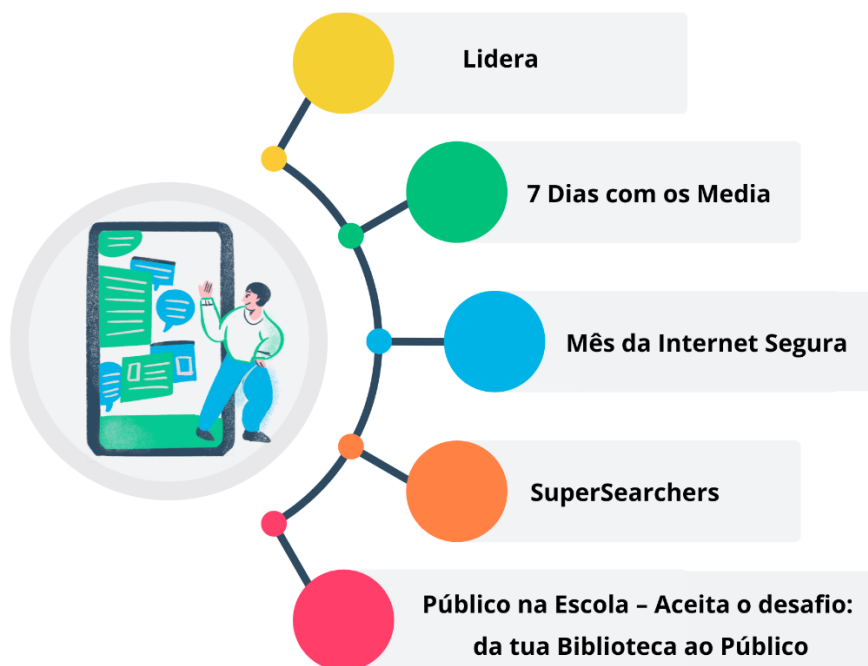 Lidera
7 Dias com os Media
Mês da Internet Segura
SuperSearchers
Público na Escola – Aceita o desafio:
da tua Biblioteca ao Público